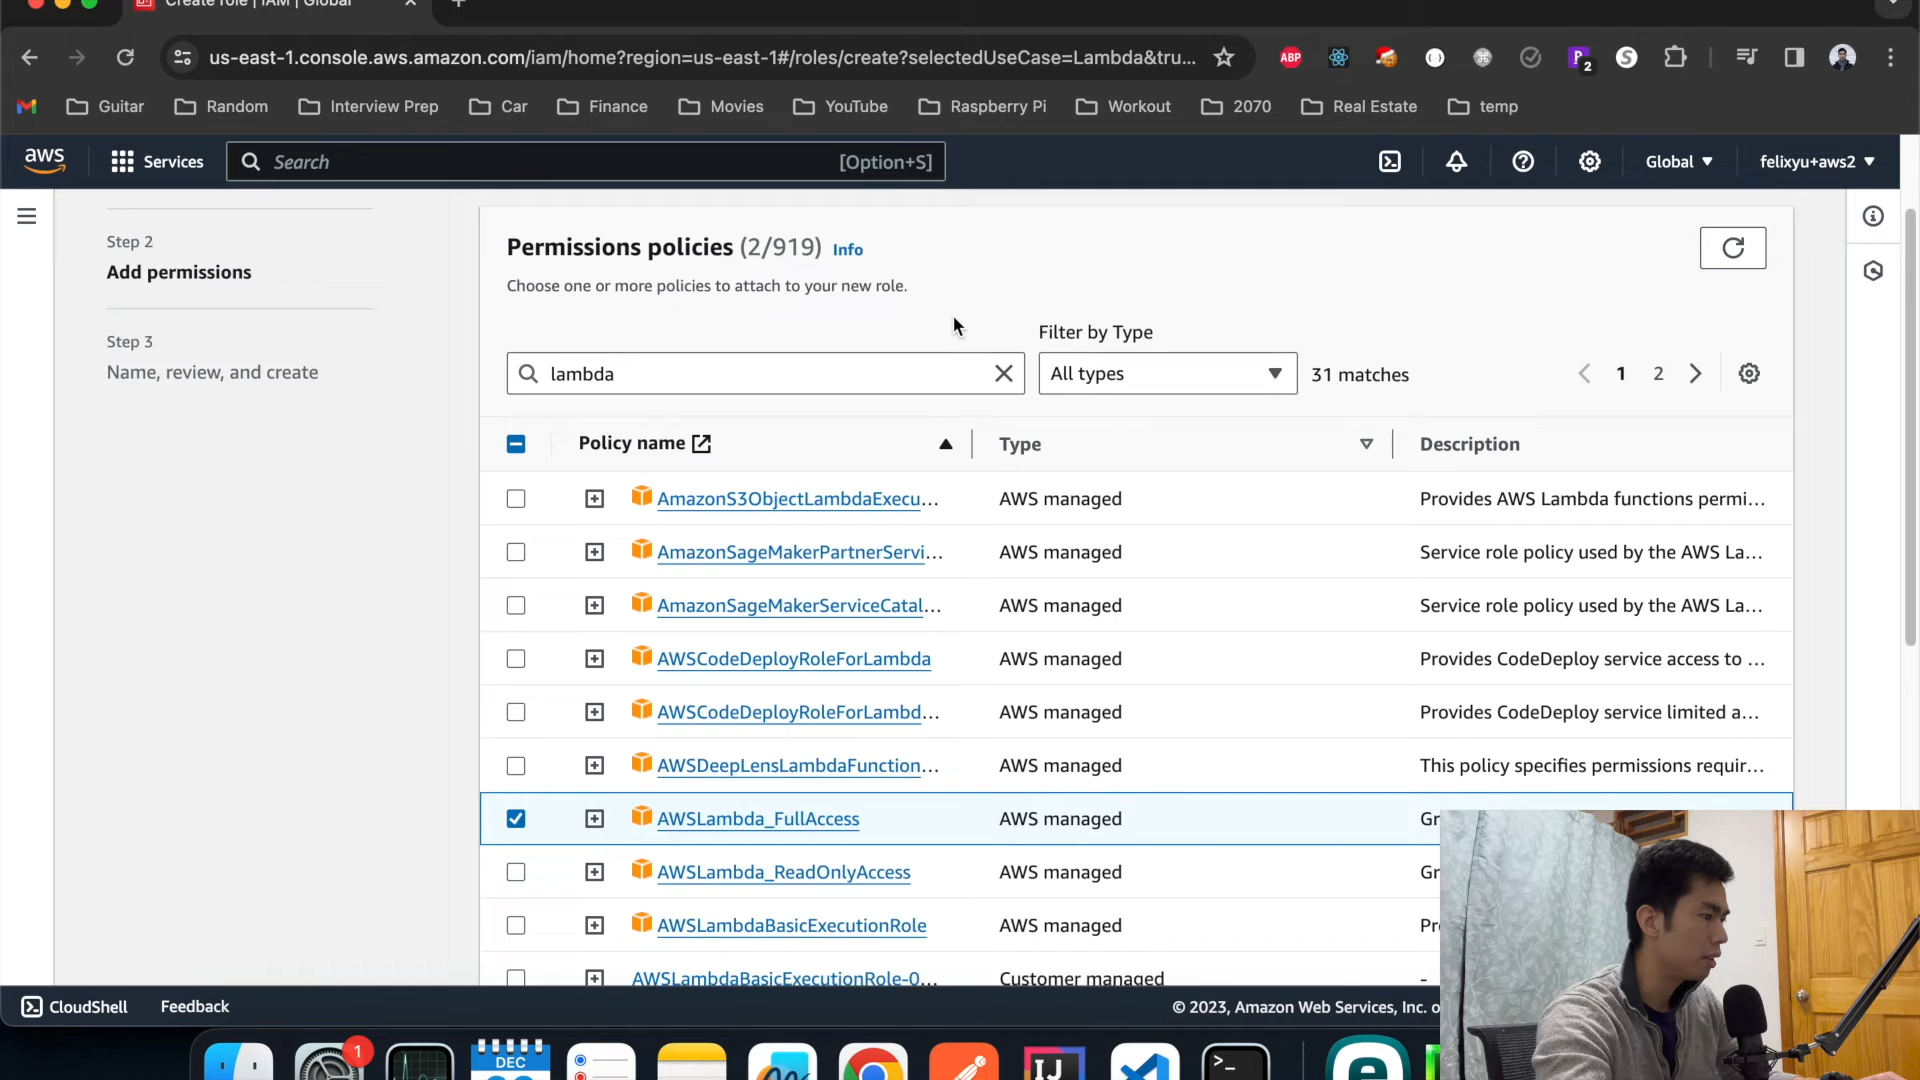 Create role | IAM | Global
us-east-1.console.aws.amazon.com/iam/home?region=us-east-1#/roles/create?selectedUseCase=Lambda&tru...
ABP
2
Guitar
Random
Interview Prep
Car
Finance
Movies
YouTube
Raspberry Pi
Workout
2070
Real Estate
temp
aws
Services
Search
[Option+S]
Global
felixyu+aws2
Step 2
Add permissions
Step 3
Name, review, and create
Permissions policies (2/919) Info
Choose one or more policies to attach to your new role.
Filter by Type
lambda
All types
31 matches
1
2
Policy name
Type
Description
AmazonS3ObjectLambdaExecu... AWS managed Provides AWS Lambda functions permi...
AmazonSageMakerPartnerServi... AWS managed Service role policy used by the AWS La...
AmazonSageMakerServiceCatal... AWS managed Service role policy used by the AWS La...
AWSCodeDeployRoleForLambda AWS managed Provides CodeDeploy service access to ...
AWSCodeDeployRoleForLambd... AWS managed Provides CodeDeploy service limited a...
AWSDeepLensLambdaFunction... AWS managed This policy specifies permissions requir...
AWSLambda_FullAccess AWS managed Gr
AWSLambda_ReadOnlyAccess AWS managed Gr
AWSLambdaBasicExecutionRole AWS managed Pr
AWSLambdaBasicExecutionRole-0... Customer managed -
CloudShell
Feedback
© 2023, Amazon Web Services, Inc. o
1
DEC
IJ